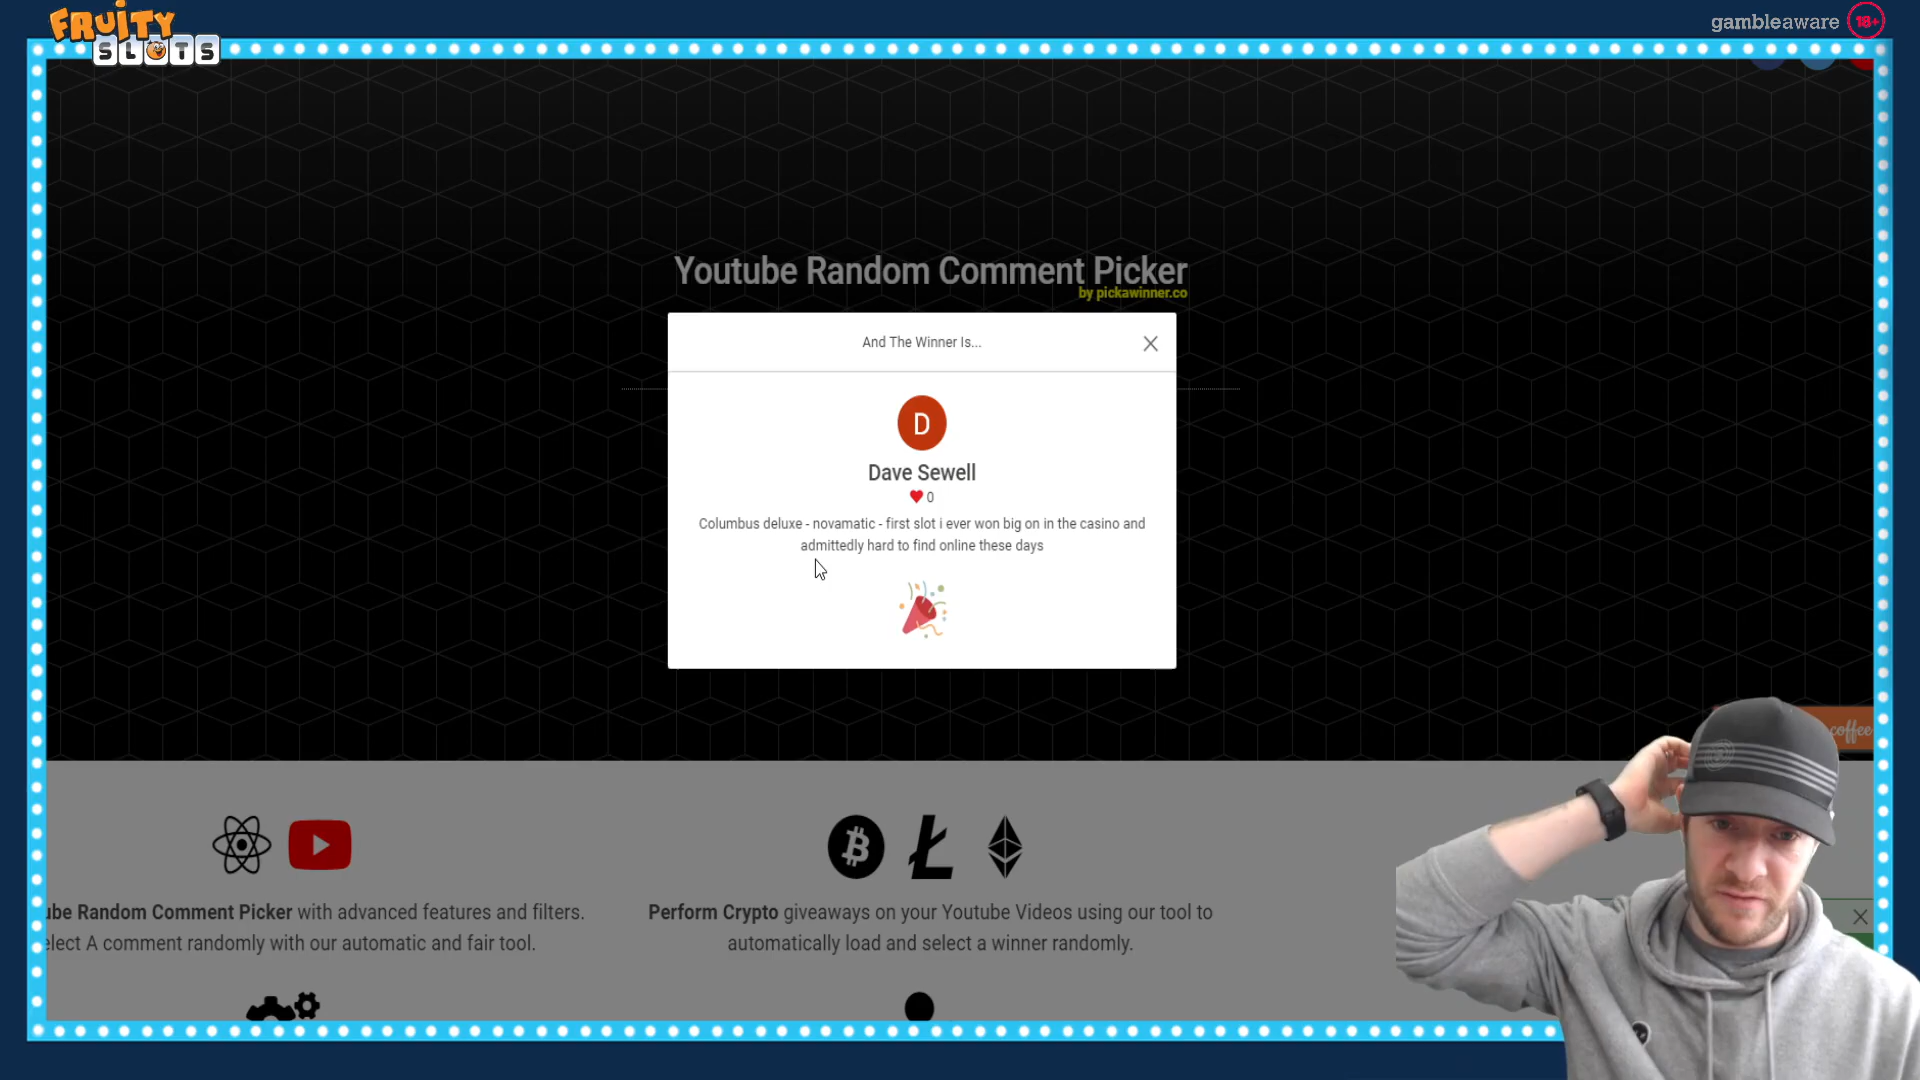 FRUITY
SLOTS
gambleaware 18+
Youtube Random Comment Picker
by pickawinner.co
And The Winner Is...
D
Dave Sewell
0
Columbus deluxe - novamatic - first slot i ever won big on in the casino and
admittedly hard to find online these days
coffee
ube Random Comment Picker with advanced features and filters.
elect A comment randomly with our automatic and fair tool.
Perform Crypto giveaways on your Youtube Videos using our tool to
automatically load and select a winner randomly.